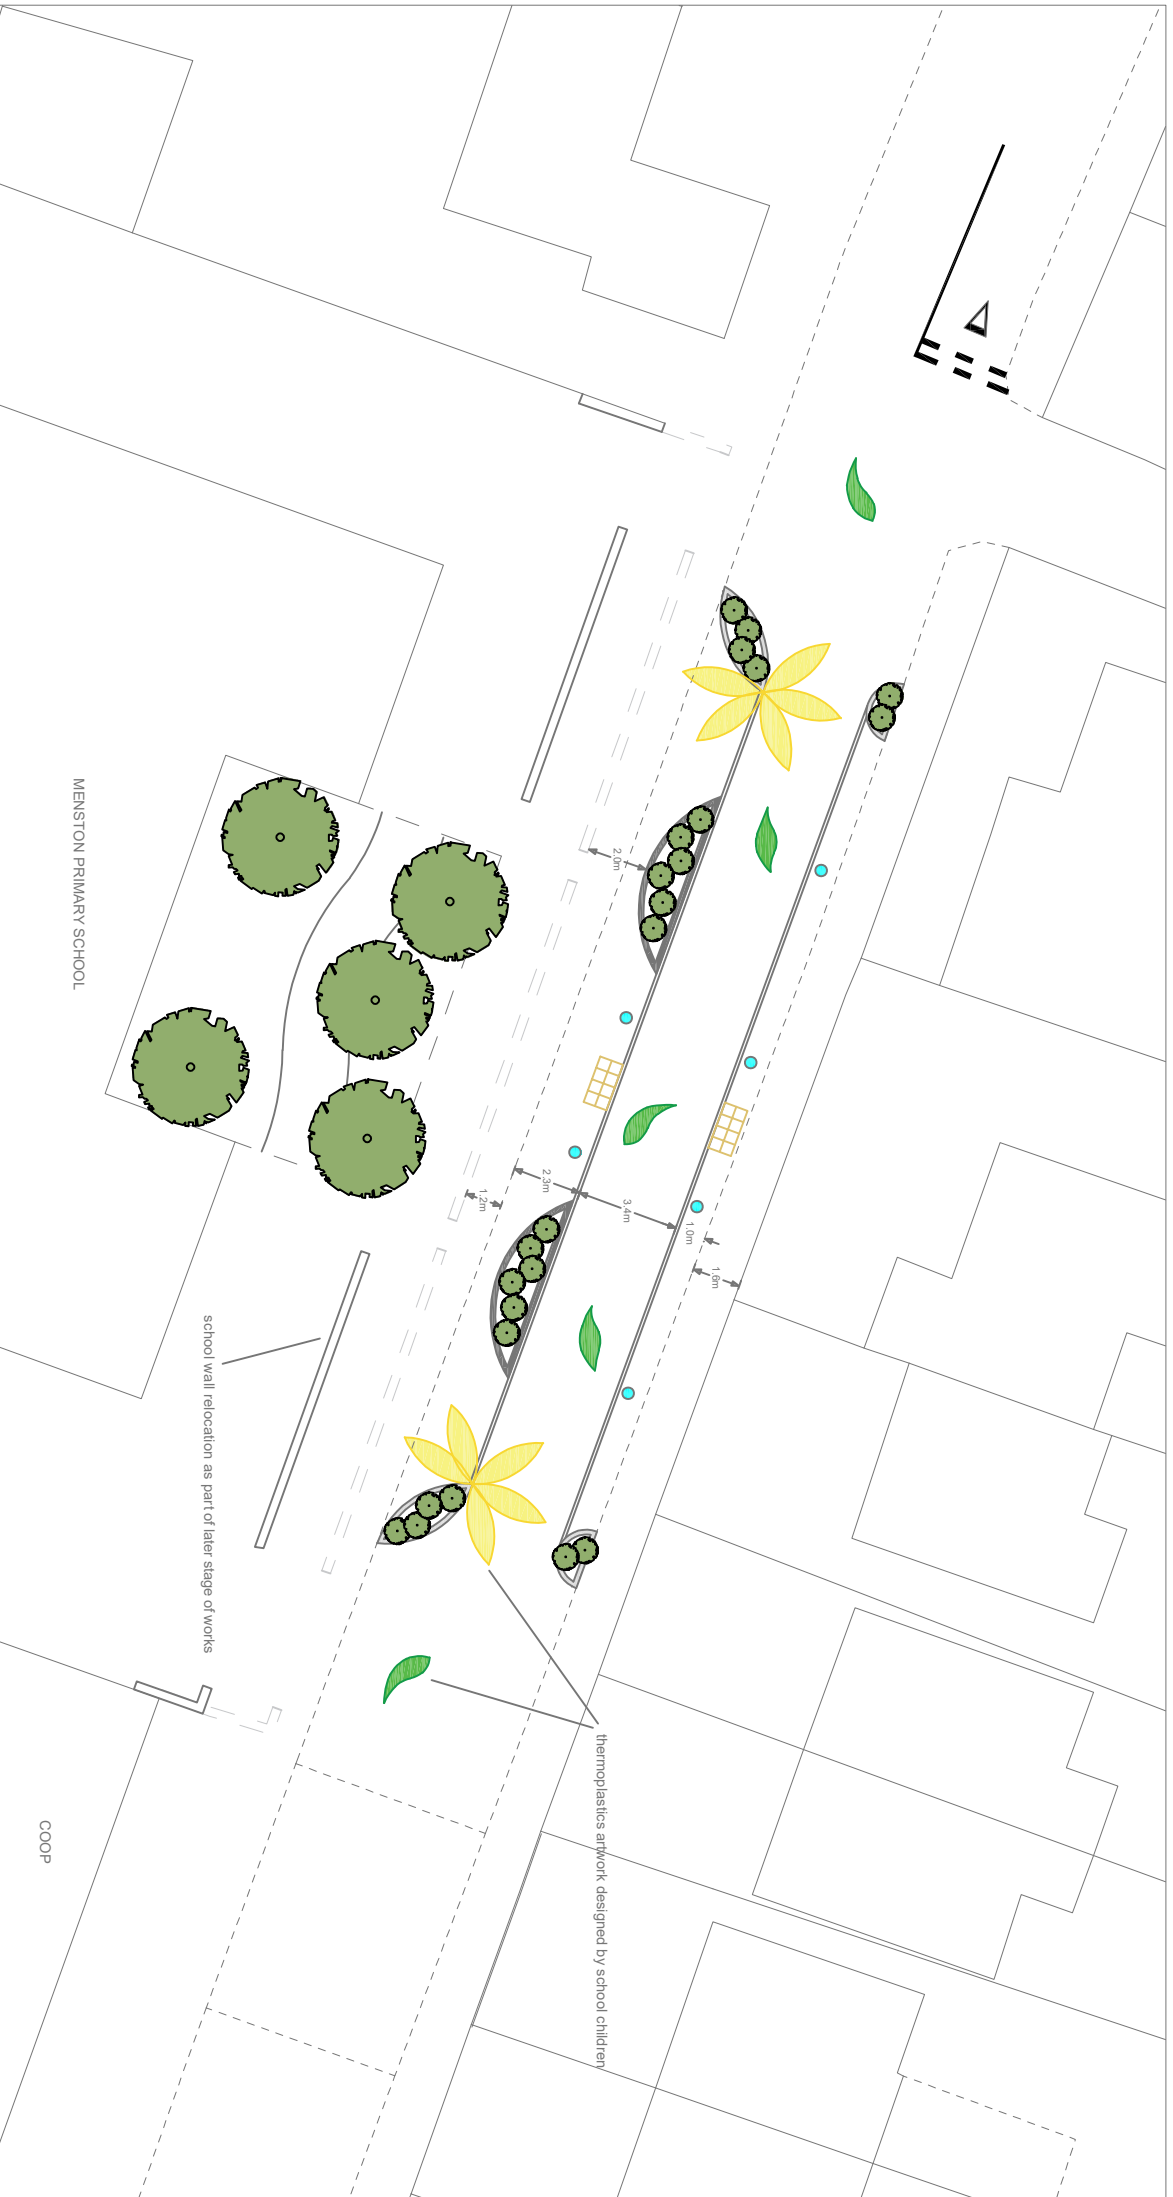 MENSTON PRIMARY SCHOOL
COOP
school wall relocation as part of later stage of works
thermoplastics artwork designed by school children
2.0m
2.3m
1.2m
3.4m
1.0m
1.6m